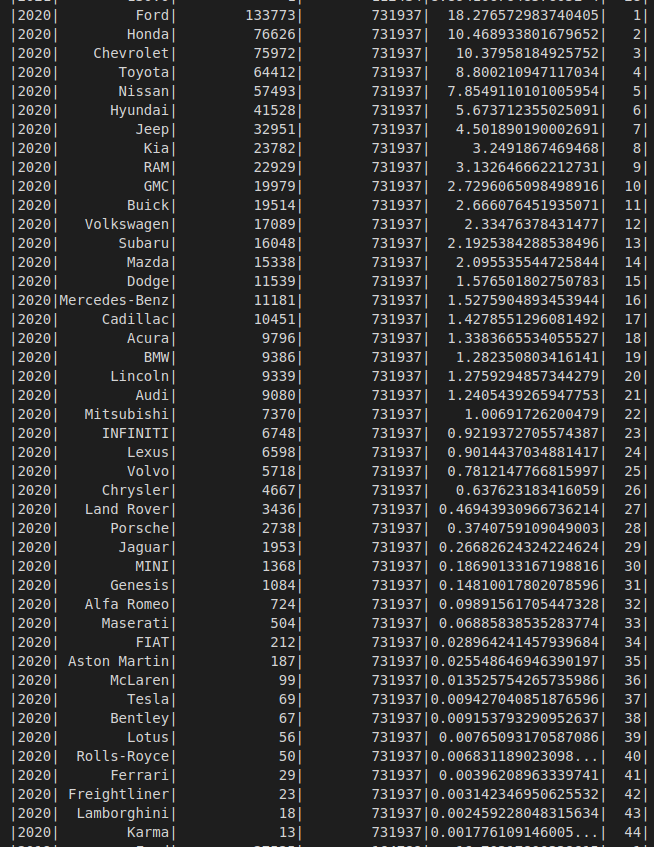 |2020|         Ford|   133773|   731937| 18.276572983740405|  1|
|2020|        Honda|    76626|   731937| 10.468933801679652|  2|
|2020|    Chevrolet|    75972|   731937|  10.37958184925752|  3|
|2020|       Toyota|    64412|   731937|  8.800210947117034|  4|
|2020|       Nissan|    57493|   731937| 7.8549110101005954|  5|
|2020|      Hyundai|    41528|   731937|  5.673712355025091|  6|
|2020|         Jeep|    32951|   731937|  4.501890190002691|  7|
|2020|          Kia|    23782|   731937|    3.2491867469468|  8|
|2020|          RAM|    22929|   731937|  3.132646662212731|  9|
|2020|          GMC|    19979|   731937| 2.7296065098498916| 10|
|2020|        Buick|    19514|   731937|  2.666076451935071| 11|
|2020|   Volkswagen|    17089|   731937|   2.33476378431477| 12|
|2020|       Subaru|    16048|   731937| 2.1925384288538496| 13|
|2020|        Mazda|    15338|   731937|  2.095535544725844| 14|
|2020|        Dodge|    11539|   731937|  1.576501802750783| 15|
|2020|Mercedes-Benz|    11181|   731937| 1.5275904893453944| 16|
|2020|     Cadillac|    10451|   731937| 1.4278551296081492| 17|
|2020|        Acura|     9796|   731937| 1.3383665534055527| 18|
|2020|          BMW|     9386|   731937|  1.282350803416141| 19|
|2020|      Lincoln|     9339|   731937| 1.2759294857344279| 20|
|2020|         Audi|     9080|   731937| 1.2405439265947753| 21|
|2020|   Mitsubishi|     7370|   731937|   1.00691726200479| 22|
|2020|     INFINITI|     6748|   731937| 0.9219372705574387| 23|
|2020|        Lexus|     6598|   731937| 0.9014437034881417| 24|
|2020|        Volvo|     5718|   731937| 0.7812147766815997| 25|
|2020|     Chrysler|     4667|   731937|  0.637623183416059| 26|
|2020|   Land Rover|     3436|   731937|0.46943930966736214| 27|
|2020|      Porsche|     2738|   731937| 0.3740759109049003| 28|
|2020|       Jaguar|     1953|   731937|0.26682624324224624| 29|
|2020|         MINI|     1368|   731937|0.18690133167198816| 30|
|2020|      Genesis|     1084|   731937|0.14810017802078596| 31|
|2020|   Alfa Romeo|      724|   731937|0.09891561705447328| 32|
|2020|     Maserati|      504|   731937|0.06885838535283774| 33|
|2020|         FIAT|      212|   731937|0.028964241457939684| 34|
|2020| Aston Martin|      187|   731937|0.025548646946390197| 35|
|2020|      McLaren|       99|   731937|0.013525754265735986| 36|
|2020|        Tesla|       69|   731937|0.009427040851876596| 37|
|2020|      Bentley|       67|   731937|0.009153793290952637| 38|
|2020|        Lotus|       56|   731937|0.00765093170587086| 39|
|2020|  Rolls-Royce|       50|   731937|0.006831189023098...| 40|
|2020|      Ferrari|       29|   731937|0.00396208963339741| 41|
|2020| Freightliner|       23|   731937|0.003142346950625532| 42|
|2020|  Lamborghini|       18|   731937|0.002459228048315634| 43|
|2020|        Karma|       13|   731937|0.001776109146005...| 44|